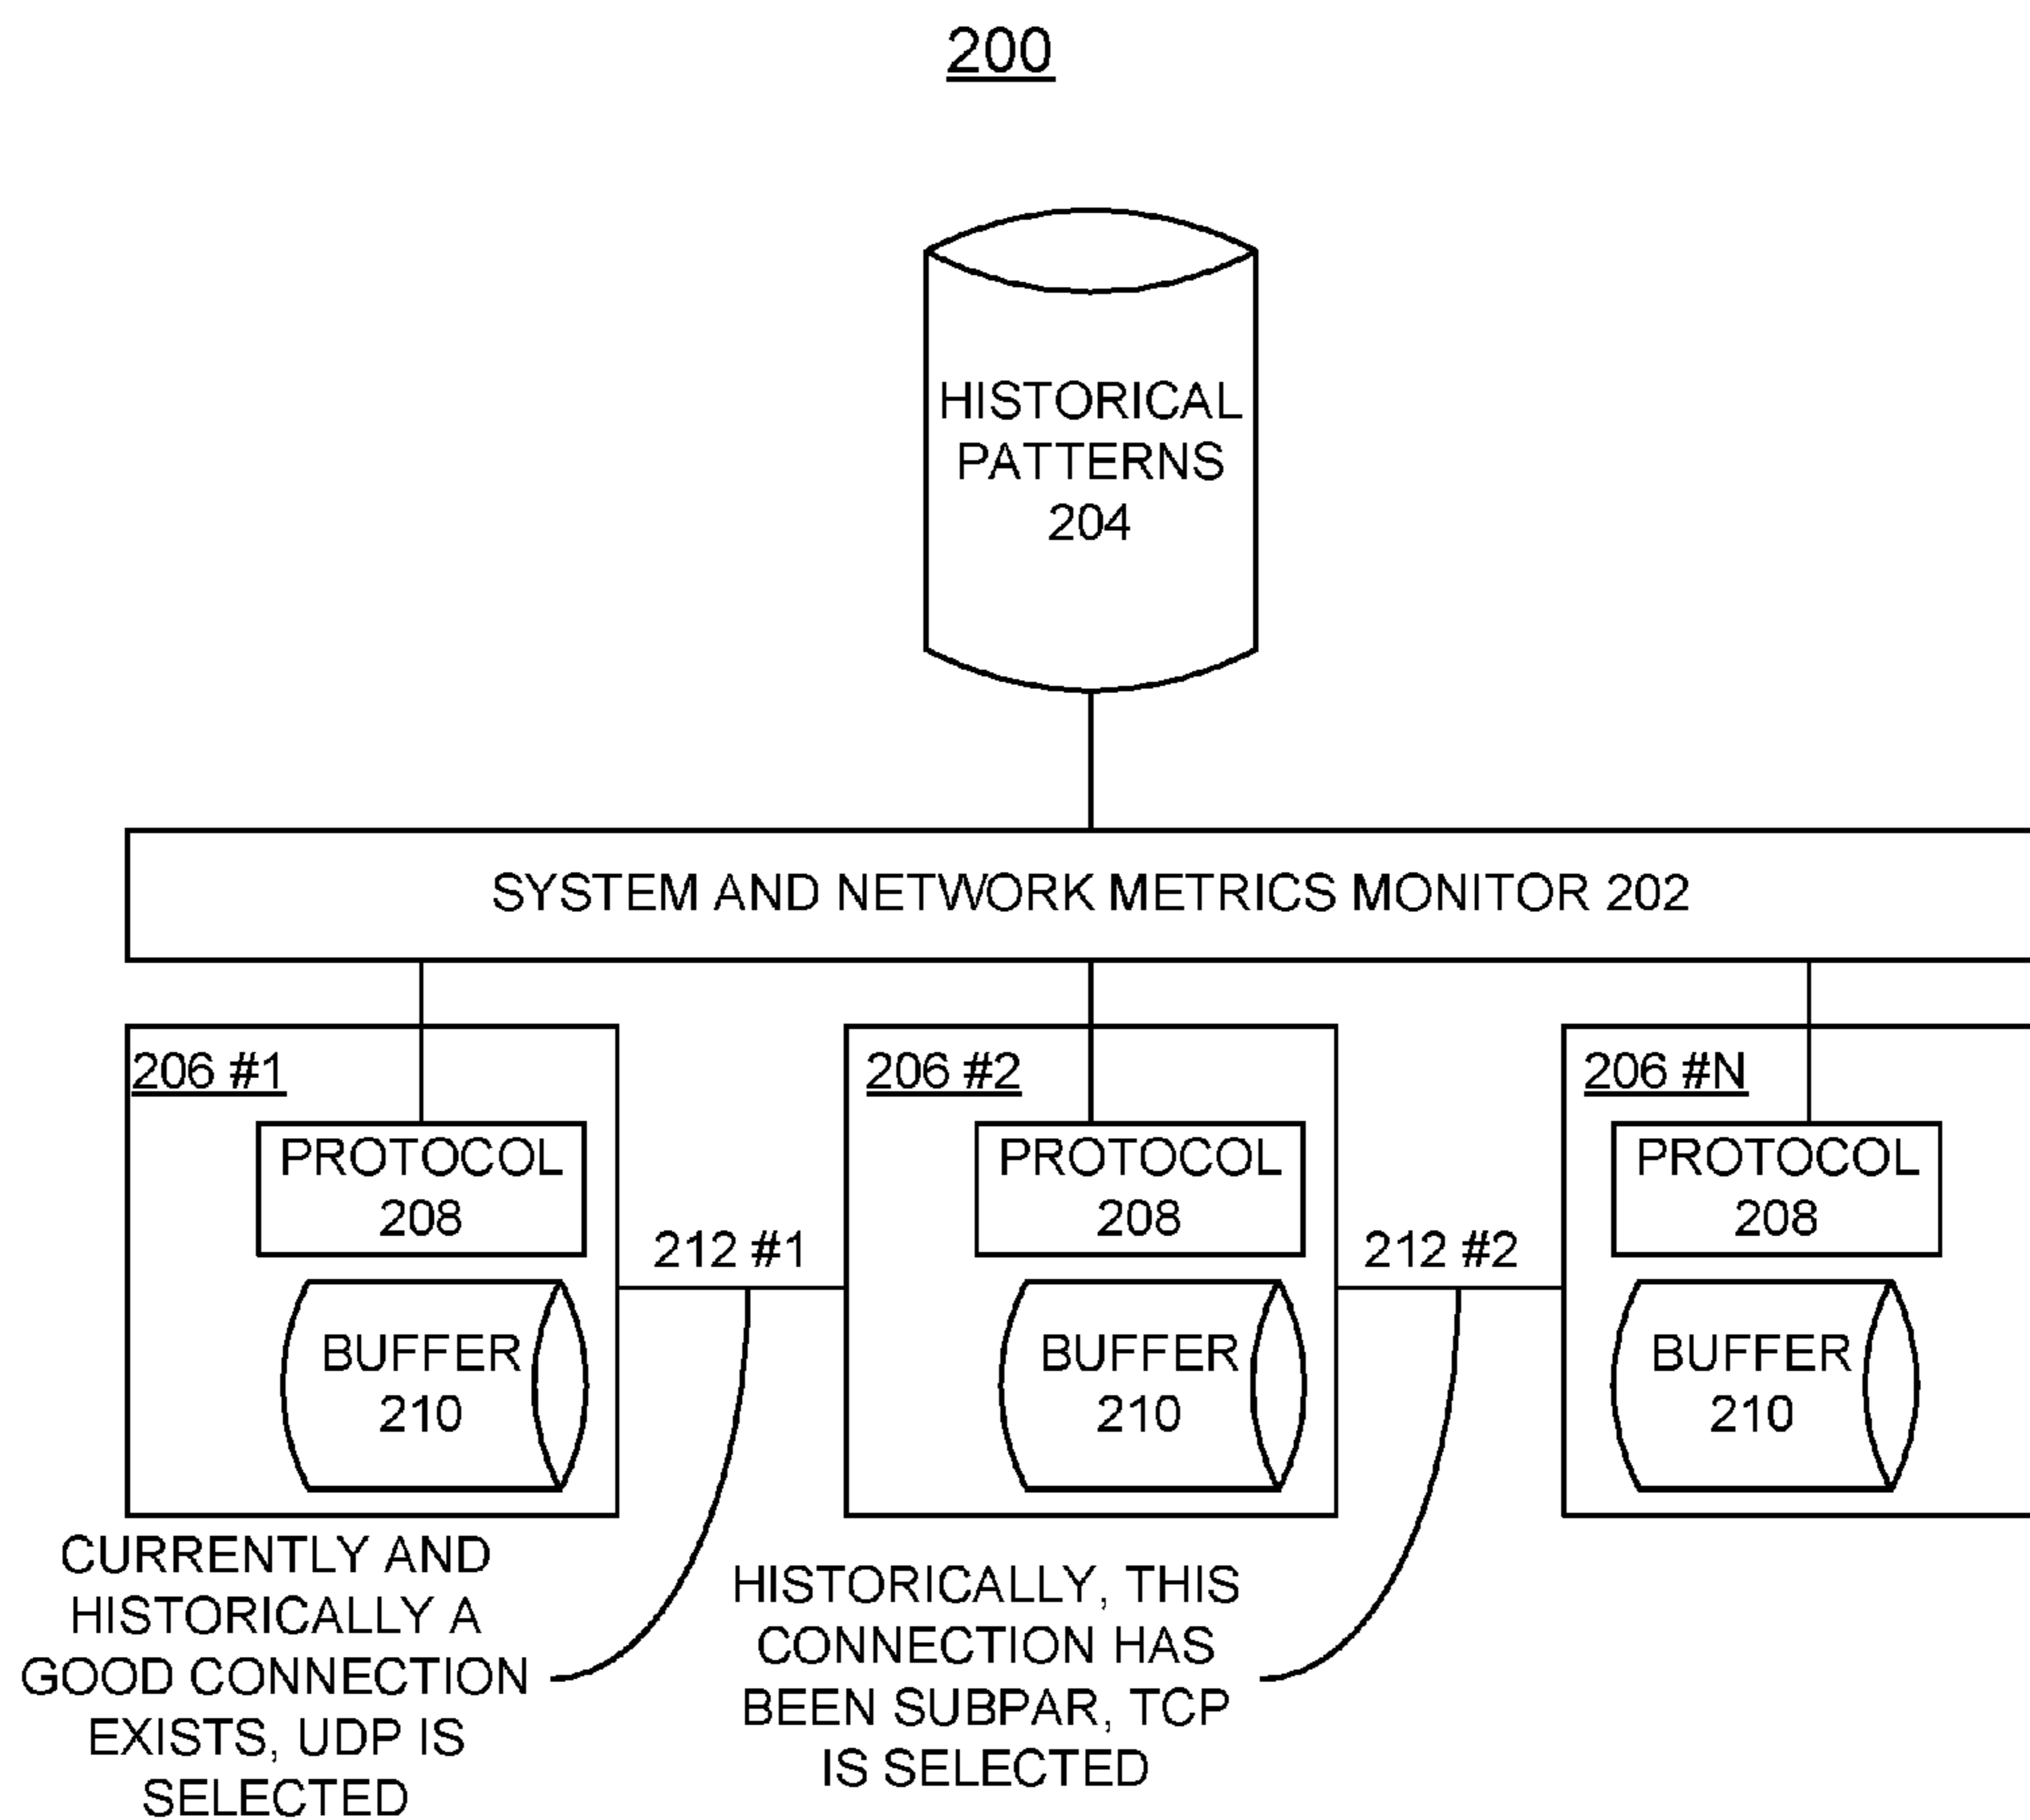 200
HISTORICAL
PATTERNS
204
SYSTEM AND NETWORK METRICS MONITOR 202
206 #1
PROTOCOL
208
BUFFER
210
212 #1
206 #2
PROTOCOL
208
BUFFER
210
212 #2
206 #N
PROTOCOL
208
BUFFER
210
CURRENTLY AND
HISTORICALLY A
GOOD CONNECTION
EXISTS, UDP IS
SELECTED
HISTORICALLY, THIS
CONNECTION HAS
BEEN SUBPAR, TCP
IS SELECTED